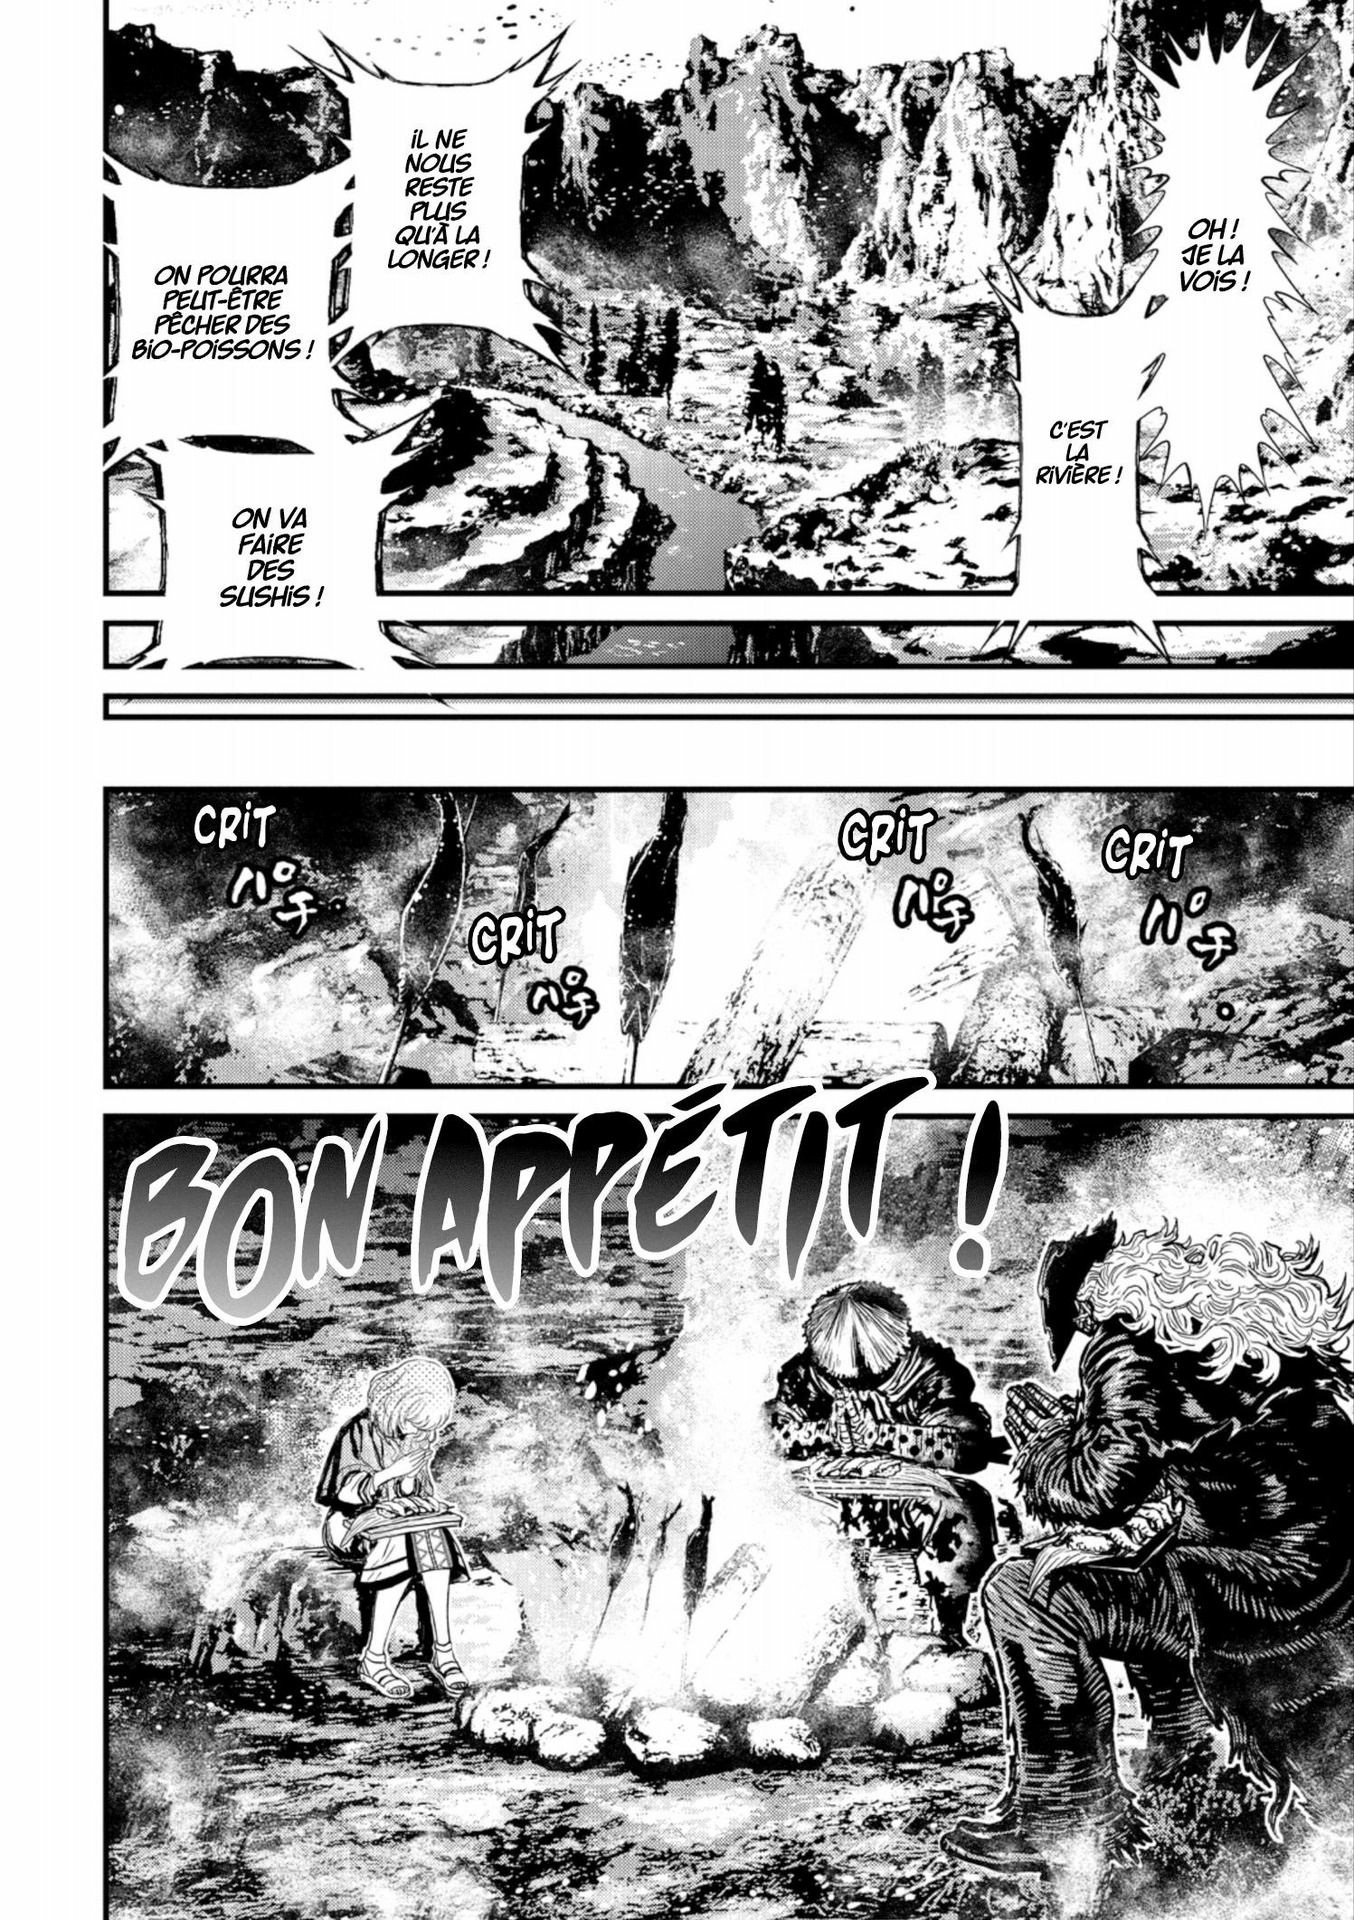 OH !
JE LA
VOIS !
C'EST
LA
RIVIÈRE !
IL NE
NOUS
RESTE
PLUS
QU'À LA
LONGER !
ON POURRA
PEUT-ÊTRE
PÊCHER DES
BIO-POISSONS !
ON VA
FAIRE
DES
SUSHIS !
CRIT
パチ
CRIT
パチ
CRIT
パチ
CRIT
パチ
BON APPÉTIT !